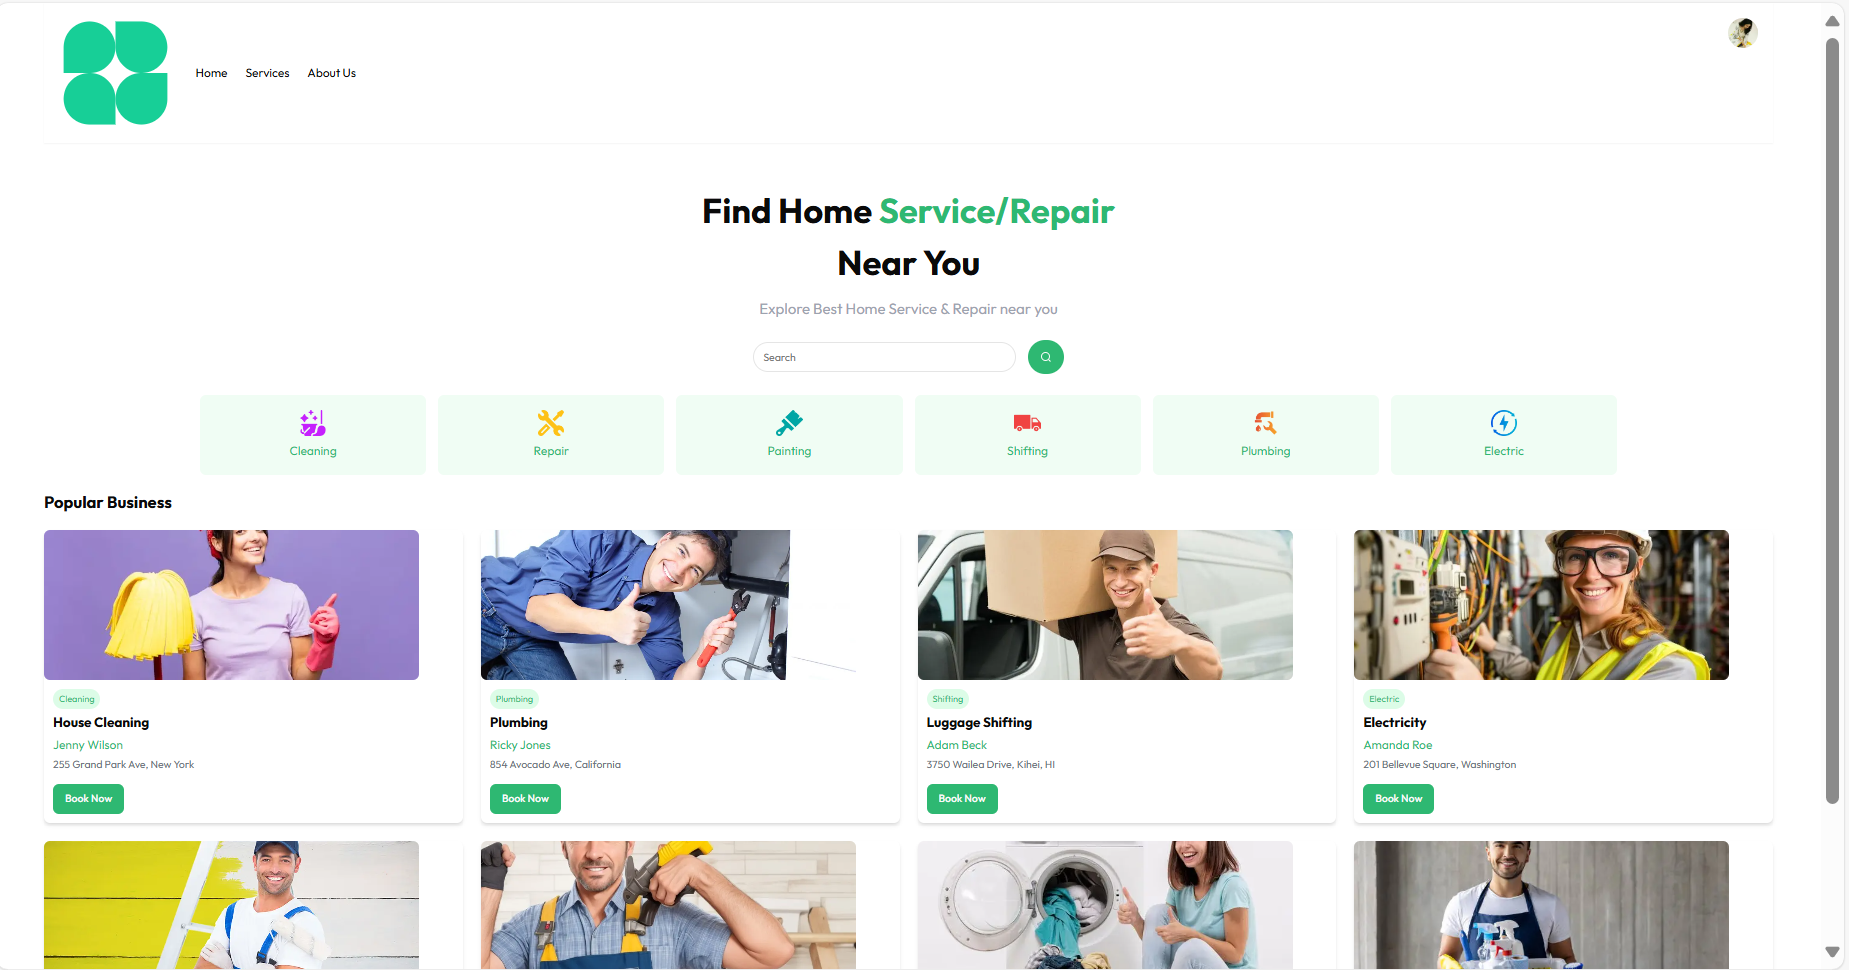 Home Services About Us
Find Home Service/Repair
Near You
Explore Best Home Service & Repair near you
Search
Cleaning Repair Painting Shifting Plumbing Electric
Popular Business
Cleaning
House Cleaning
Jenny Wilson
255 Grand Park Ave, New York
Book Now
Plumbing
Plumbing
Ricky Jones
854 Avocado Ave, California
Book Now
Shifting
Luggage Shifting
Adam Beck
3750 Wailea Drive, Kihei, HI
Book Now
Electric
Electricity
Amanda Roe
201 Bellevue Square, Washington
Book Now